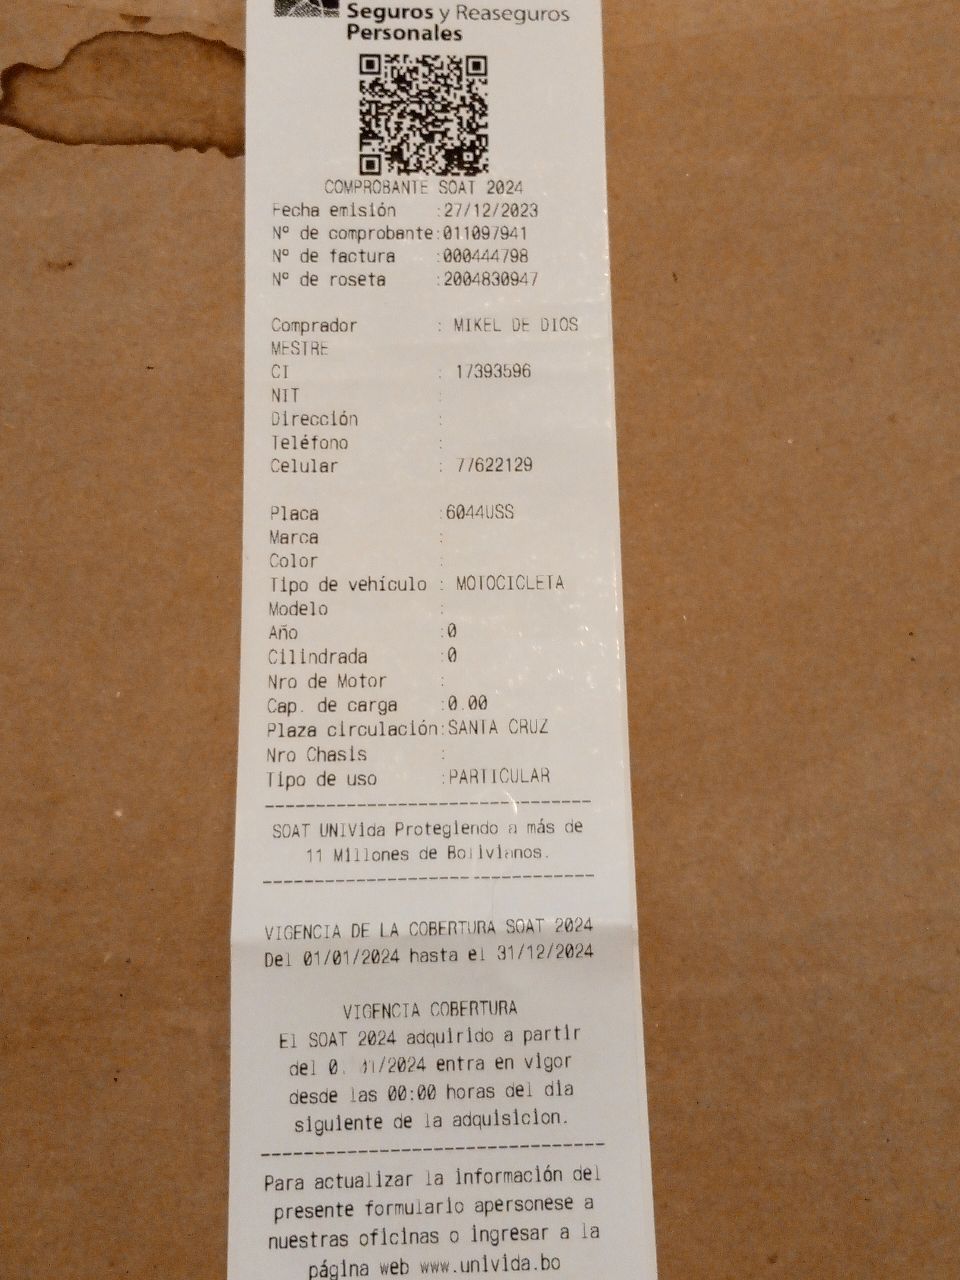 Seguros y Reaseguros
Personales
COMPROBANTE SOAT 2024
Fecha emisión :27/12/2023
Nº de comprobante:011097941
Nº de factura :000444798
Nº de roseta :2004830947
Comprador : MIKEL DE DIOS
MESTRE
CI : 17393596
NIT :
Dirección :
Teléfono :
Celular : 77622129
Placa :6044USS
Marca :
Color :
Tipo de vehículo : MOTOCICLETA
Modelo :
Año :0
Cilindrada :0
Nro de Motor :
Cap. de carga :0.00
Plaza circulación:SANTA CRUZ
Nro Chasis :
Tipo de uso :PARTICULAR
SOAT UNIVida Protegiendo a más de
11 Millones de Bolivianos.
VIGENCIA DE LA COBERTURA SOAT 2024
Del 01/01/2024 hasta el 31/12/2024
VIGENCIA COBERTURA
El SOAT 2024 adquirido a partir
del /2024 entra en vigor
desde las 00:00 horas del dia
siguiente de la adquisicion.
Para actualizar la información del
presente formulario apersonese a
nuestras oficinas o ingresar a la
página web www.univida.bo